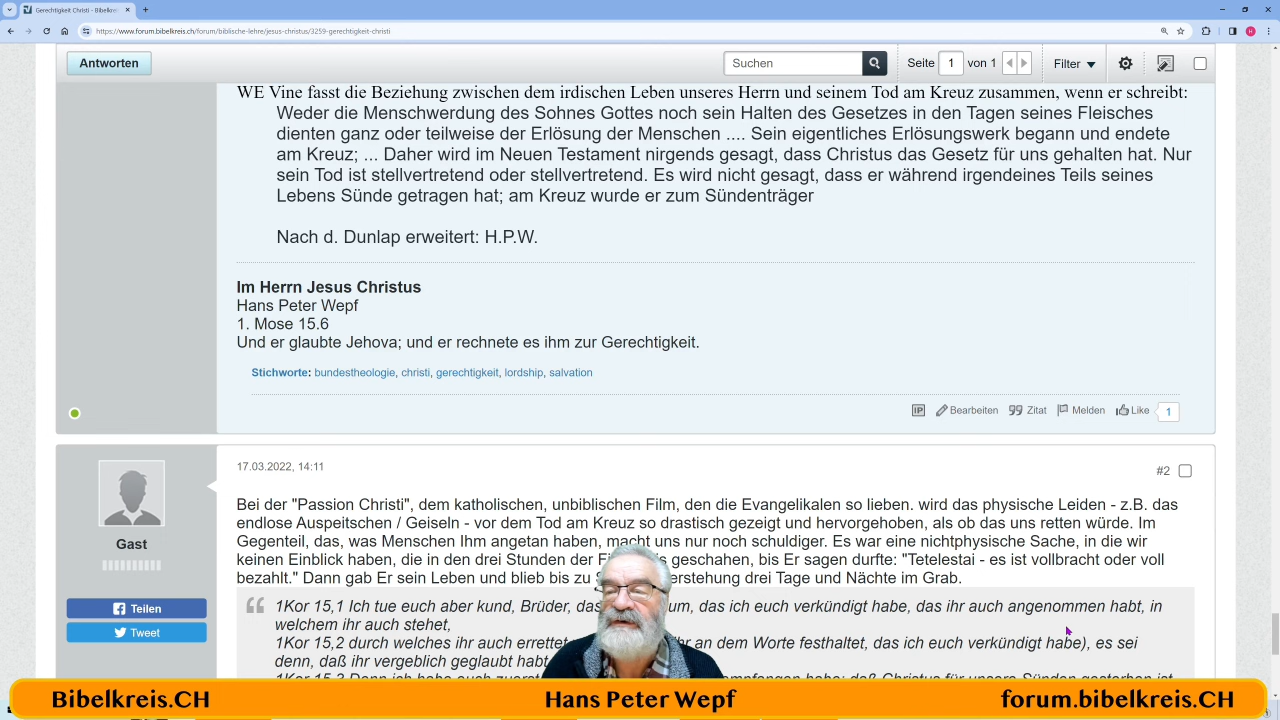 Gerechtigkeit Christi - Bibelkrei
https://www.forum.bibelkreis.ch/forum/biblische-lehre/jesus-christus/3259-gerechtigkeit-christi
H
Antworten
Suchen
Seite 1 von 1
Filter
WE Vine fasst die Beziehung zwischen dem irdischen Leben unseres Herrn und seinem Tod am Kreuz zusammen, wenn er schreibt:
Weder die Menschwerdung des Sohnes Gottes noch sein Halten des Gesetzes in den Tagen seines Fleisches
dienten ganz oder teilweise der Erlösung der Menschen .... Sein eigentliches Erlösungswerk begann und endete
am Kreuz; ... Daher wird im Neuen Testament nirgends gesagt, dass Christus das Gesetz für uns gehalten hat. Nur
sein Tod ist stellvertretend oder stellvertretend. Es wird nicht gesagt, dass er während irgendeines Teils seines
Lebens Sünde getragen hat; am Kreuz wurde er zum Sündenträger
Nach d. Dunlap erweitert: H.P.W.
Im Herrn Jesus Christus
Hans Peter Wepf
1. Mose 15.6
Und er glaubte Jehova; und er rechnete es ihm zur Gerechtigkeit.
Stichworte: bundestheologie, christi, gerechtigkeit, lordship, salvation
IP Bearbeiten Zitat Melden Like 1
17.03.2022, 14:11
#2
Gast
Teilen
Tweet
Bei der "Passion Christi", dem katholischen, unbiblischen Film, den die Evangelikalen so lieben. wird das physische Leiden - z.B. das
endlose Auspeitschen / Geiseln - vor dem Tod am Kreuz so drastisch gezeigt und hervorgehoben, als ob das uns retten würde. Im
Gegenteil, das, was Menschen Ihm angetan haben, macht uns nur noch schuldiger. Es war eine nichtphysische Sache, in die wir
keinen Einblick haben, die in den drei Stunden der geschahen, bis Er sagen durfte: "Tetelestai - es ist vollbracht oder voll
bezahlt." Dann gab Er sein Leben und blieb bis zu drei Tage und Nächte im Grab.
1Kor 15,1 Ich tue euch aber kund, Brüder, das ich euch verkündigt habe, das ihr auch angenommen habt, in
welchem ihr auch stehet,
1Kor 15,2 durch welches ihr auch an dem Worte festhaltet, das ich euch verkündigt habe), es sei
denn, daß ihr vergeblich geglaubt habt
Bibelkreis.CH
Hans Peter Wepf
forum.bibelkreis.CH